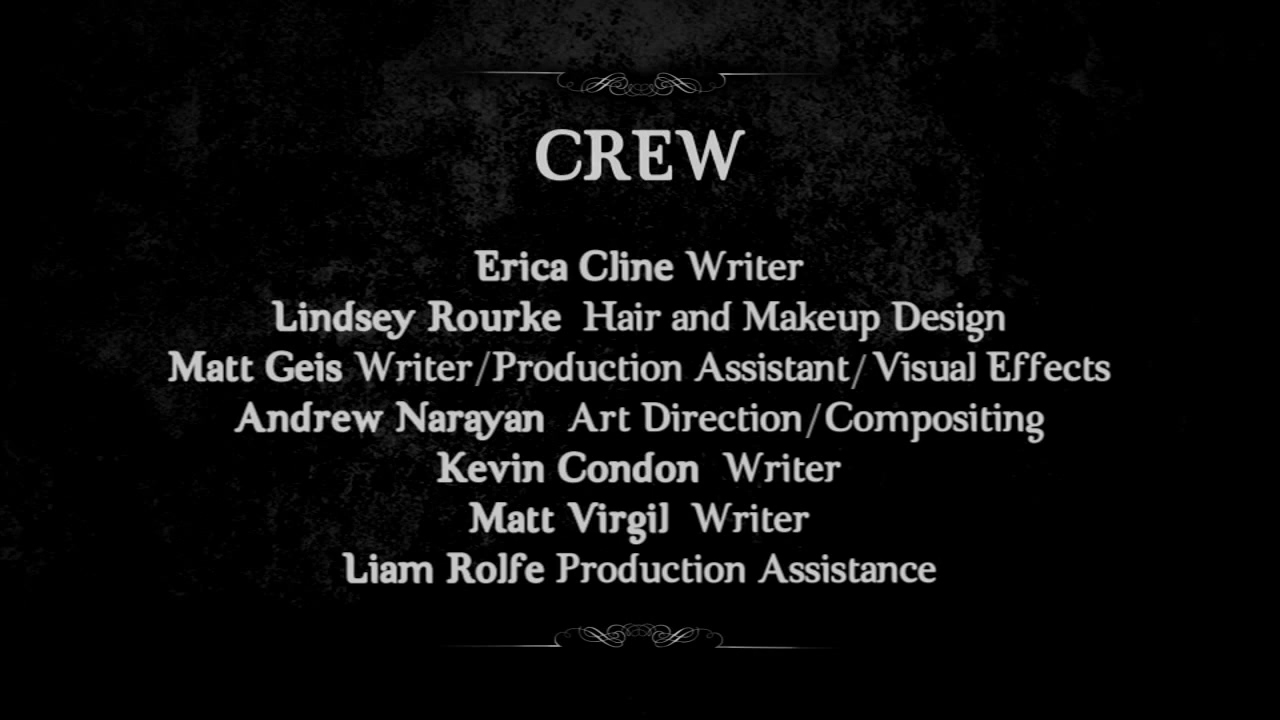 CREW
Erica Cline Writer
Lindsey Rourke Hair and Makeup Design
Matt Geis Writer/Production Assistant/Visual Effects
Andrew Narayan Art Direction/Compositing
Kevin Condon Writer
Matt Virgil Writer
Liam Rolfe Production Assistance